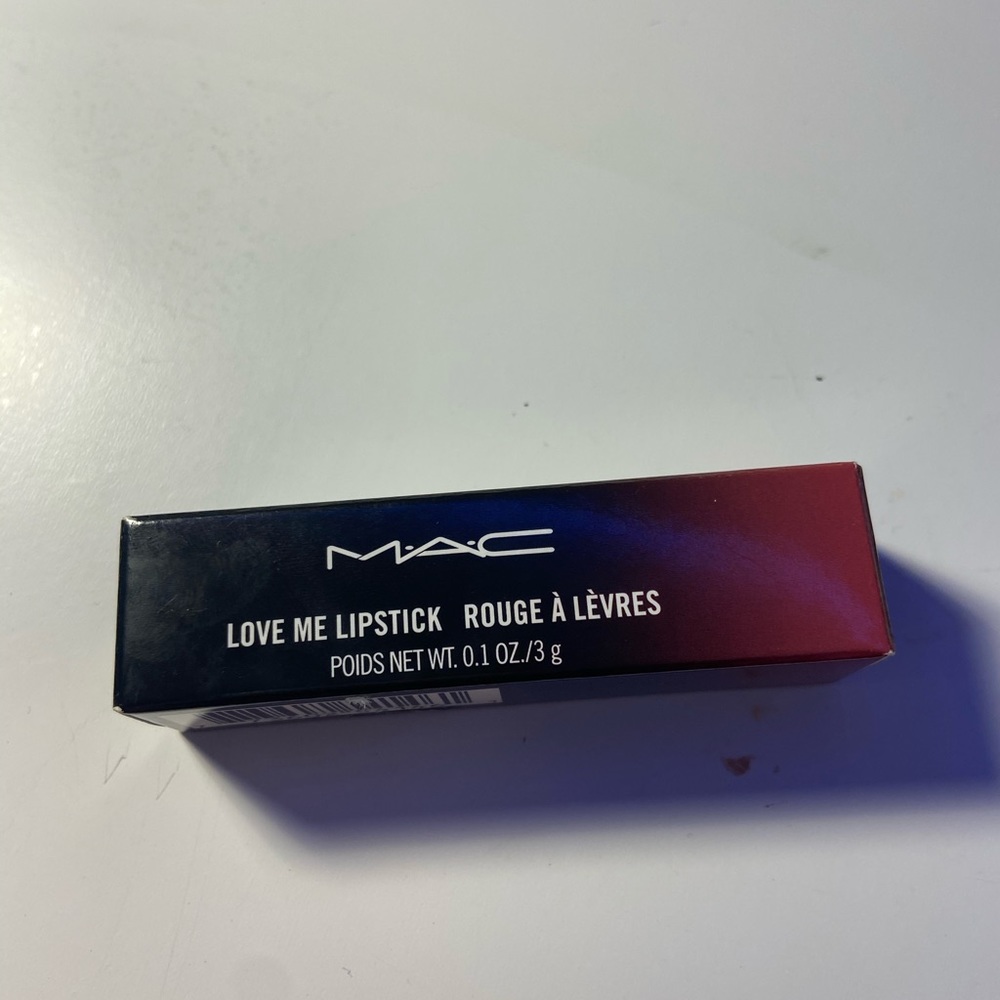 M·A·C
LOVE ME LIPSTICK ROUGE À LÈVRES
POIDS NET WT. 0.1 OZ./3 g